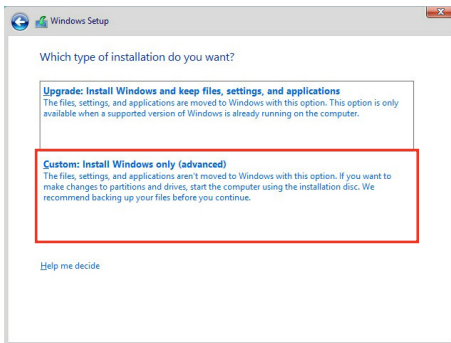 Windows Setup
Which type of installation do you want?
Upgrade: Install Windows and keep files, settings, and applications
The files, settings, and applications are moved to Windows with this option. This option is only
available when a supported version of Windows is already running on the computer.
Custom: Install Windows only (advanced)
The files, settings, and applications aren't moved to Windows with this option. If you want to
make changes to partitions and drives, start the computer using the installation disc. We
recommend backing up your files before you continue.
Help me decide